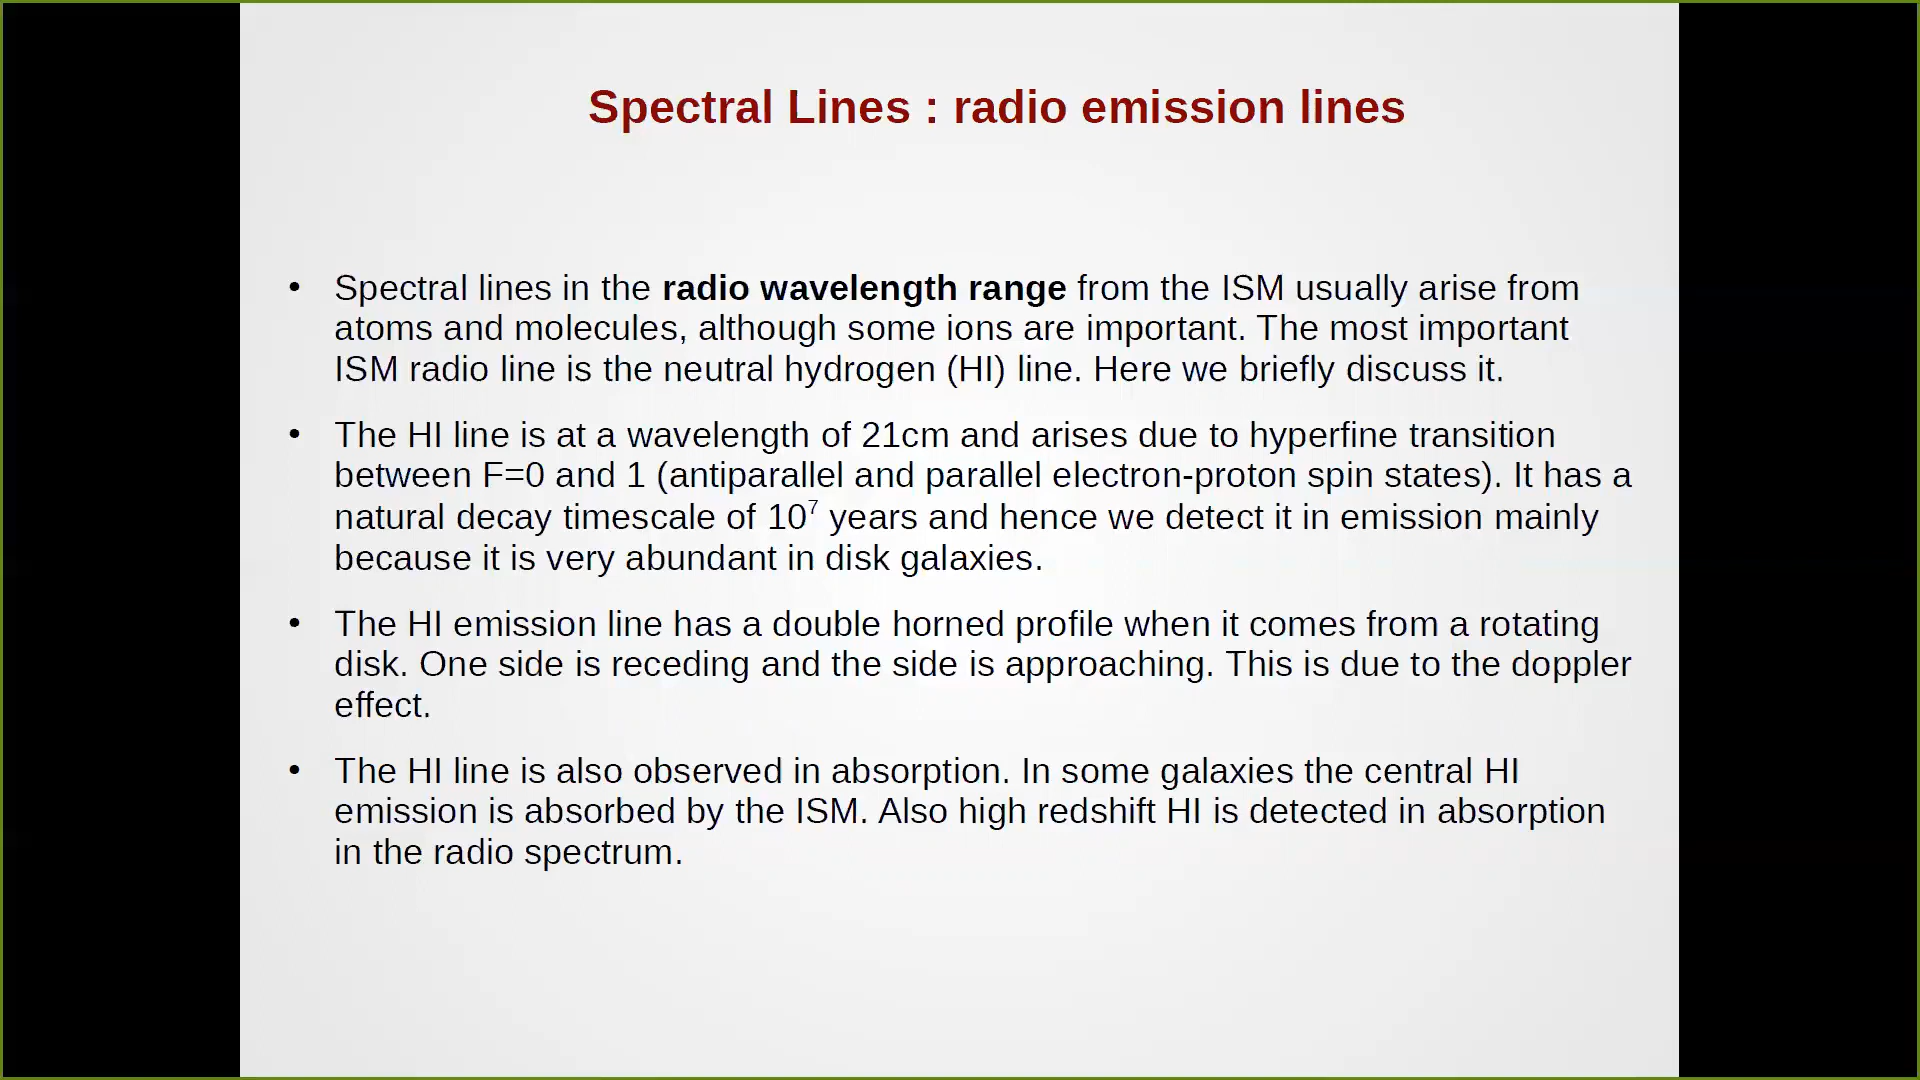 Spectral Lines : radio emission lines
• Spectral lines in the radio wavelength range from the ISM usually arise from
atoms and molecules, although some ions are important. The most important
ISM radio line is the neutral hydrogen (HI) line. Here we briefly discuss it.
• The HI line is at a wavelength of 21cm and arises due to hyperfine transition
between F=0 and 1 (antiparallel and parallel electron-proton spin states). It has a
natural decay timescale of 10⁷ years and hence we detect it in emission mainly
because it is very abundant in disk galaxies.
• The HI emission line has a double horned profile when it comes from a rotating
disk. One side is receding and the side is approaching. This is due to the doppler
effect.
• The HI line is also observed in absorption. In some galaxies the central HI
emission is absorbed by the ISM. Also high redshift HI is detected in absorption
in the radio spectrum.